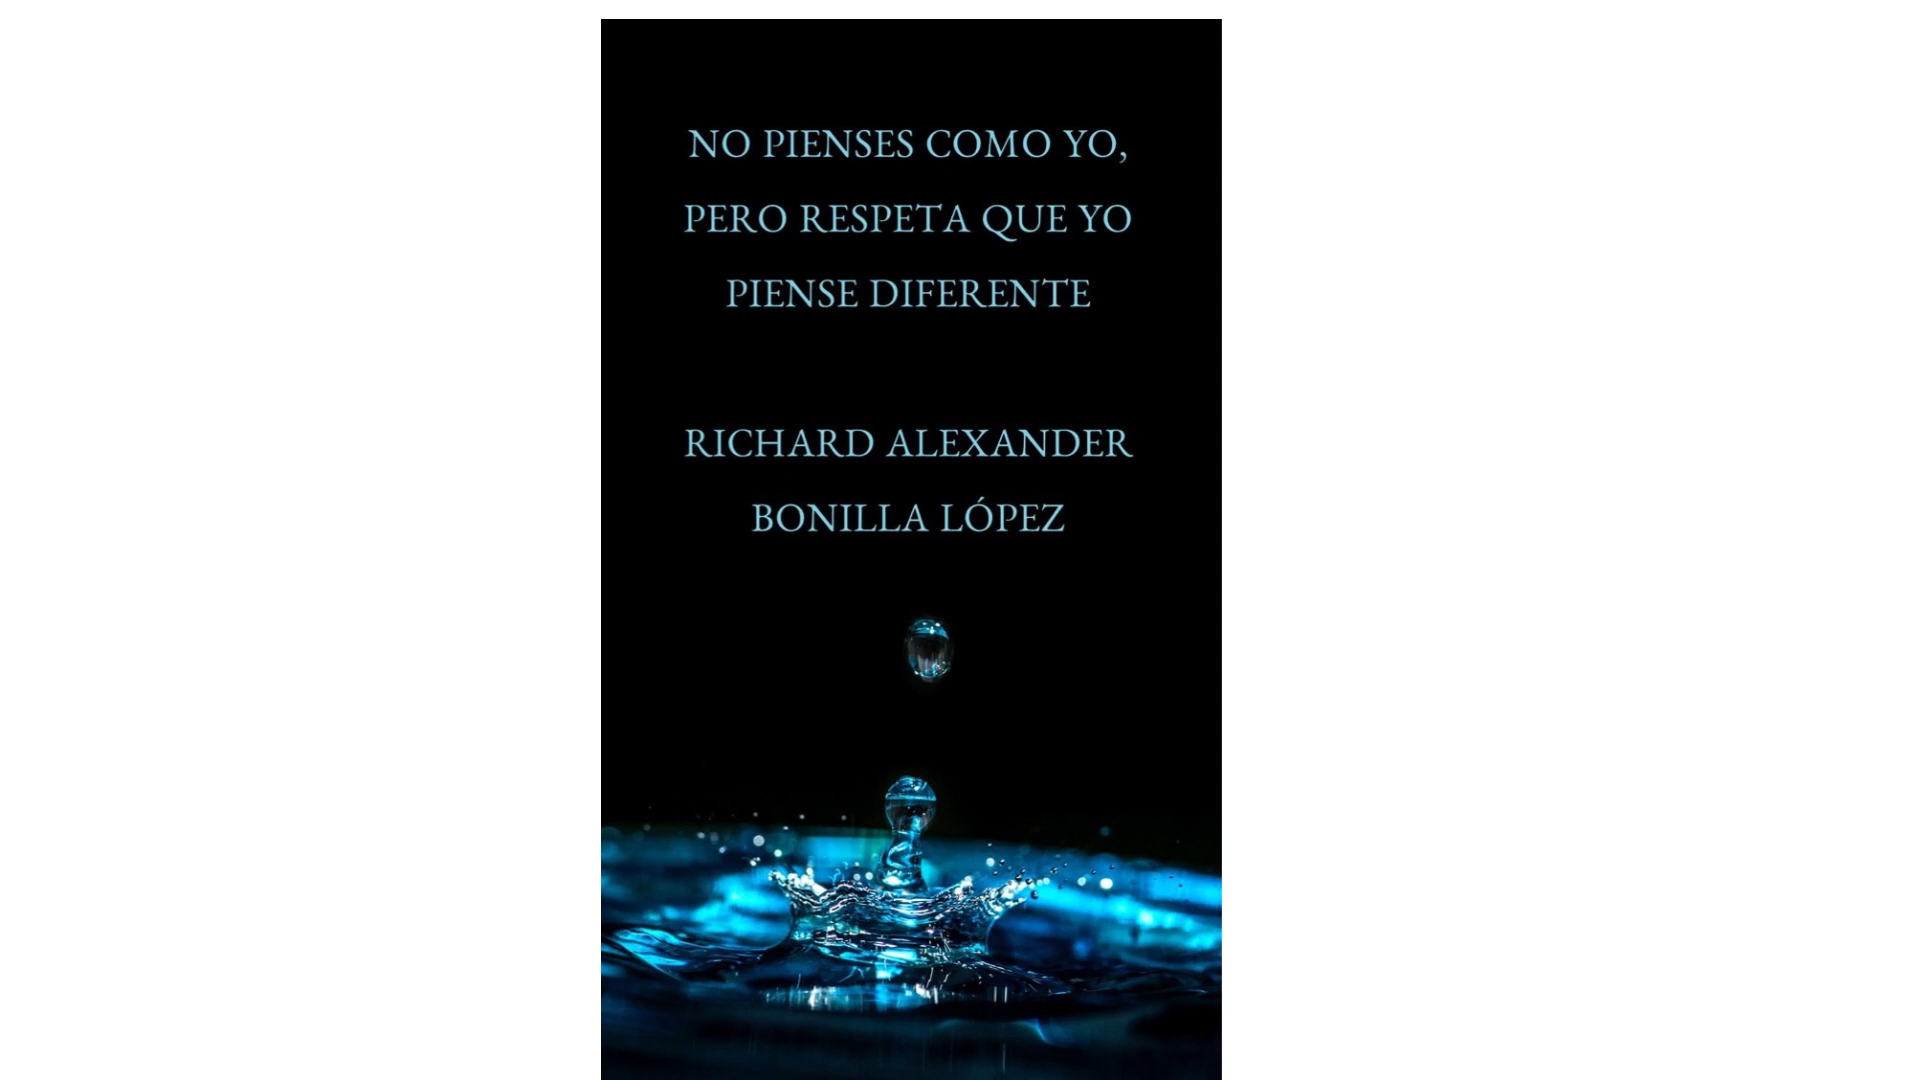 NO PIENSES COMO YO,
PERO RESPETA QUE YO
PIENSE DIFERENTE
RICHARD ALEXANDER
BONILLA LÓPEZ